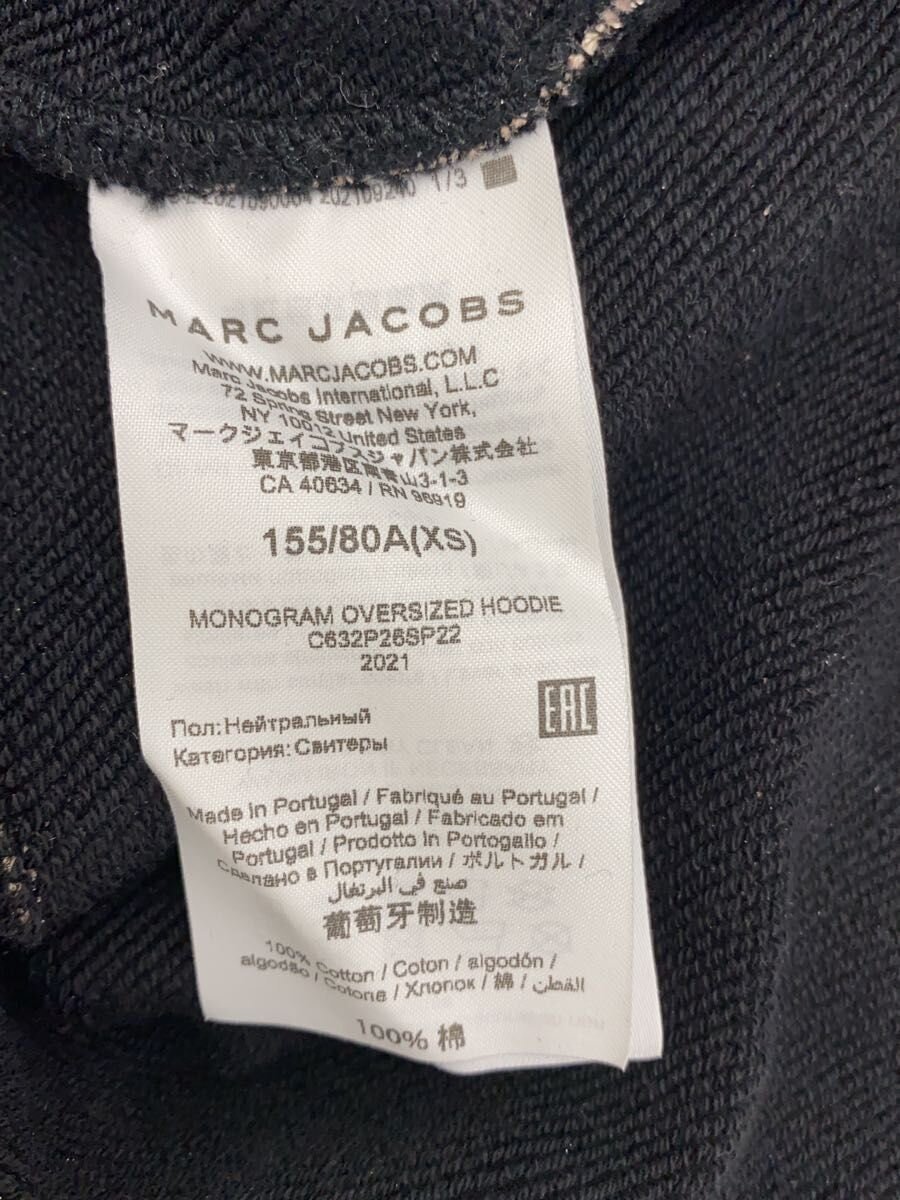 2021090004 202109240 1/3
MARC JACOBS
WWW.MARCJACOBS.COM
Marc Jacobs International, L.L.C
72 Spring Street New York,
NY 10012 United States
マークジェイコブスジャパン株式会社
東京都港区南青山3-1-3
CA 40634 / RN 96919
155/80A(XS)
MONOGRAM OVERSIZED HOODIE
C632P26SP22
2021
EAC
Пол:Нейтральный
Категория:Свитеры
Made in Portugal / Fabriqué au Portugal /
Hecho en Portugal / Fabricado em
Portugal / Prodotto in Portogallo /
Сделано в Португалии / ポルトガル /
صنع في البرتغال
葡萄牙制造
100% Cotton / Coton / algodón /
algodão / Cotone / Хлопок / 綿 / القطن
100% 棉